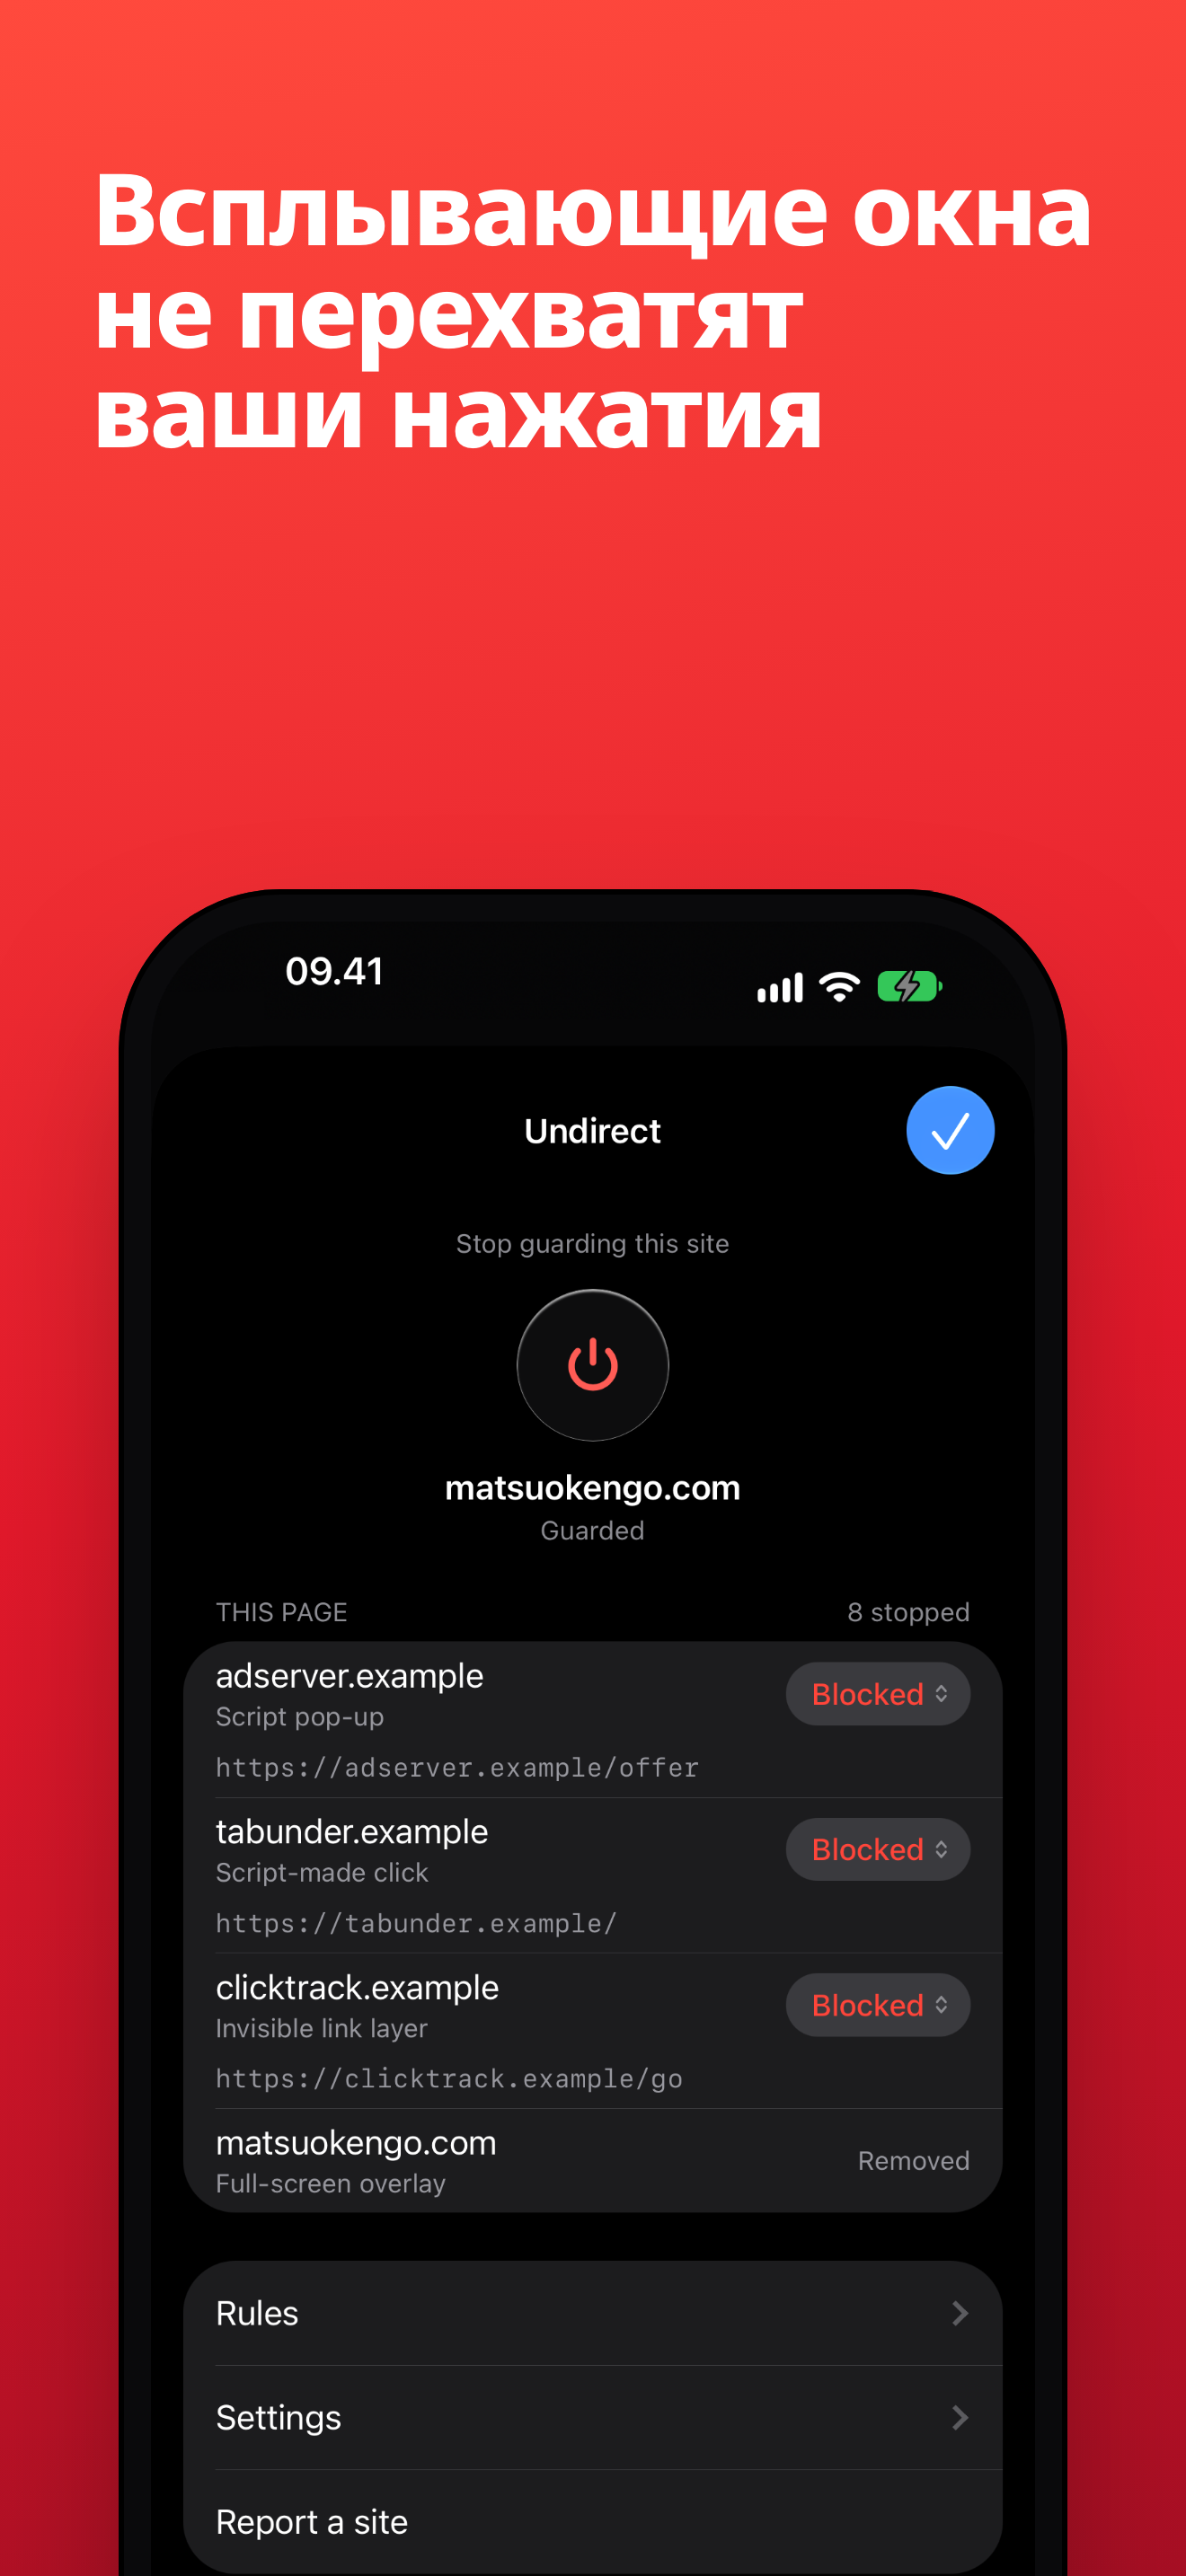 Всплывающие окна
не перехватят
ваши нажатия
09.41
Undirect
Stop guarding this site
matsuokengo.com
Guarded
THIS PAGE
8 stopped
adserver.example
Blocked
Script pop-up
https://adserver.example/offer
tabunder.example
Blocked
Script-made click
https://tabunder.example/
clicktrack.example
Blocked
Invisible link layer
https://clicktrack.example/go
matsuokengo.com
Removed
Full-screen overlay
Rules
Settings
Report a site